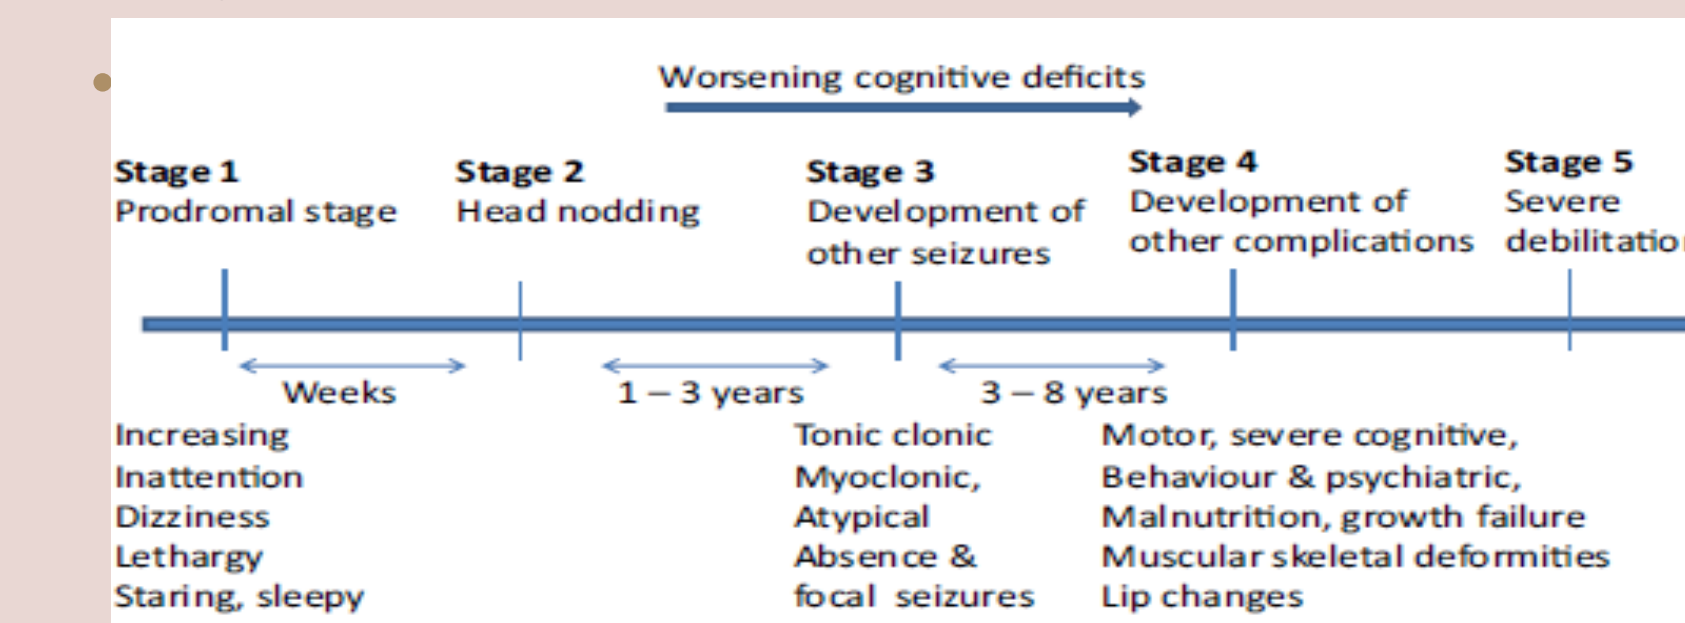 Worsening cognitive deficits
Stage 1
Prodromal stage
Stage 2
Head nodding
Stage 3
Development of
other seizures
Stage 4
Development of
other complications
Stage 5
Severe
debilitation
Weeks
1 – 3 years
3 – 8 years
Increasing
Inattention
Dizziness
Lethargy
Staring, sleepy
Tonic clonic
Myoclonic,
Atypical
Absence &
focal seizures
Motor, severe cognitive,
Behaviour & psychiatric,
Malnutrition, growth failure
Muscular skeletal deformities
Lip changes